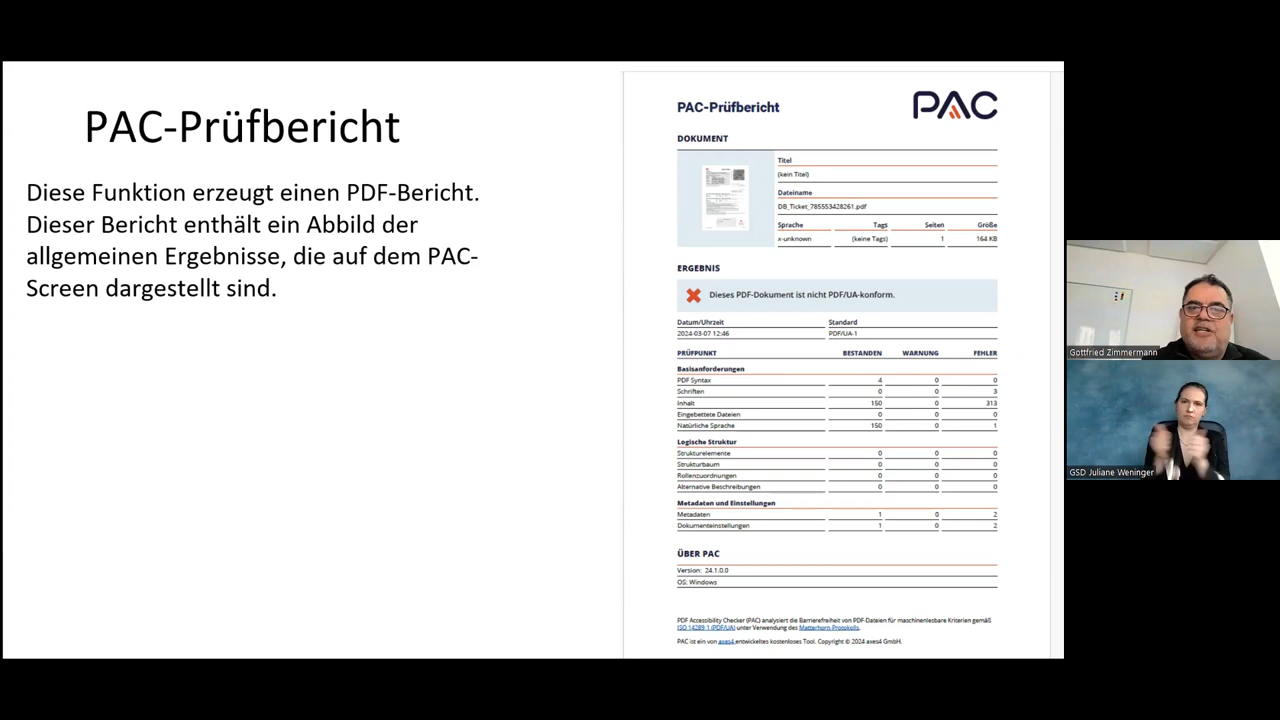 PAC-Prüfbericht
Diese Funktion erzeugt einen PDF-Bericht.
Dieser Bericht enthält ein Abbild der
allgemeinen Ergebnisse, die auf dem PAC-
Screen dargestellt sind.
PAC-Prüfbericht
PAC
DOKUMENT
Titel
(kein Titel)
Dateiname
DB_Ticket_785553428261.pdf
Sprache Tags Seiten Größe
x-unknown (keine Tags) 1 164 KB
ERGEBNIS
Dieses PDF-Dokument ist nicht PDF/UA-konform.
Datum/Uhrzeit Standard
2024-03-07 12:46 PDF/UA-1
PRÜFPUNKT BESTANDEN WARNUNG FEHLER
Basisanforderungen
PDF Syntax 4 0 0
Schriften 0 0 3
Inhalt 150 0 313
Eingebettete Dateien 0 0 0
Natürliche Sprache 150 0 1
Logische Struktur
Strukturelemente 0 0 0
Strukturbaum 0 0 0
Rollenzuordnungen 0 0 0
Alternative Beschreibungen 0 0 0
Metadaten und Einstellungen
Metadaten 1 0 2
Dokumenteinstellungen 1 0 2
ÜBER PAC
Version: 24.1.0.0
OS: Windows
PDF Accessibility Checker (PAC) analysiert die Barrierefreiheit von PDF-Dateien für maschinenlesbare Kriterien gemäß
ISO 14289-1 (PDF/UA) unter Verwendung des Matterhorn Protokolls.
PAC ist ein von axes4 entwickeltes kostenloses Tool. Copyright © 2024 axes4 GmbH.
Gottfried Zimmermann
GSD Juliane Weninger